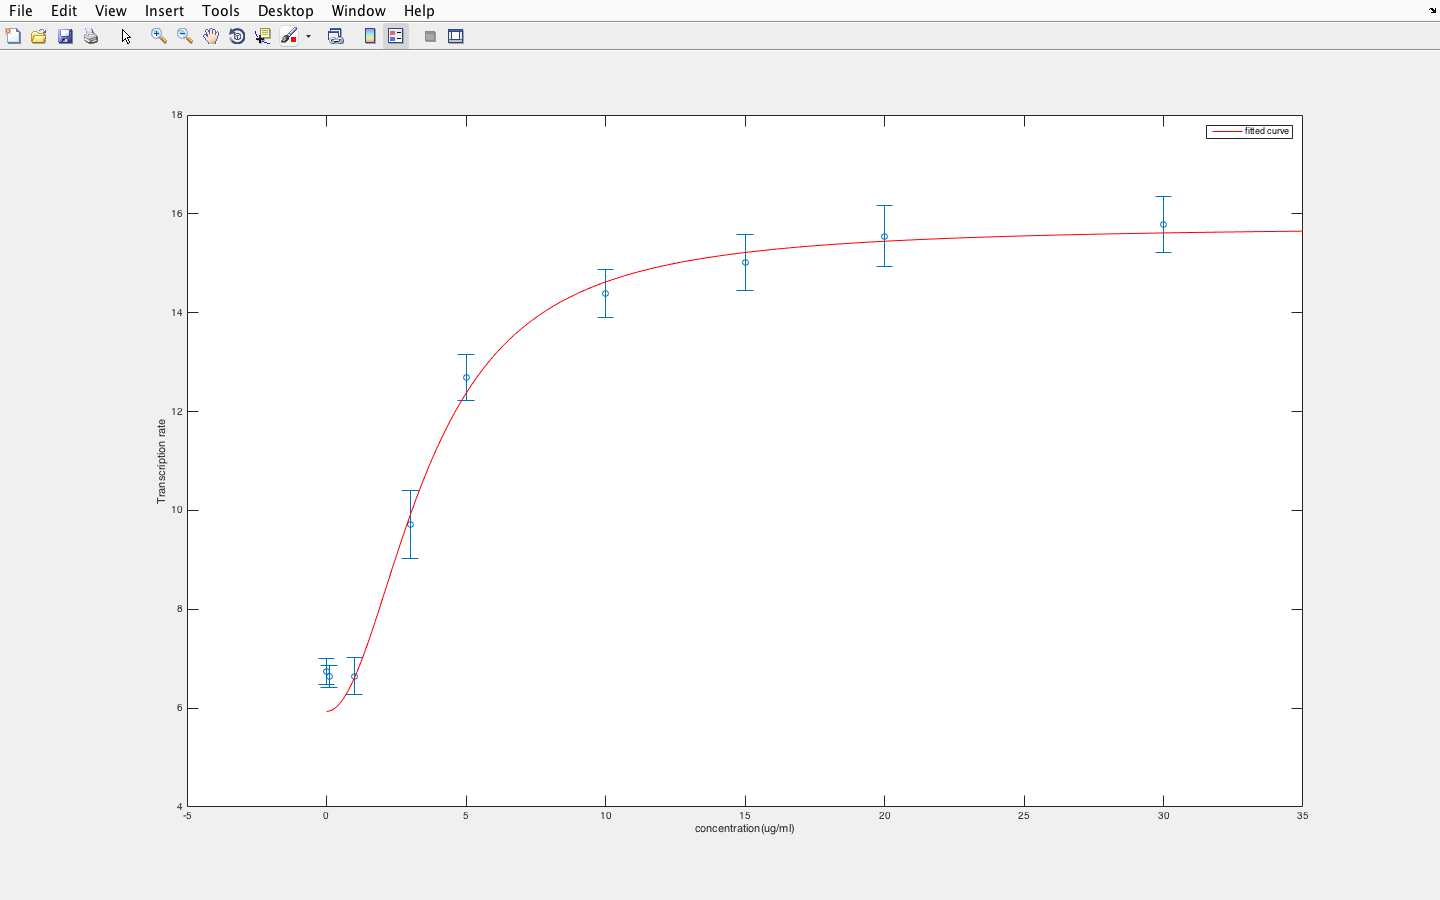 File Edit View Insert Tools Desktop Window Help
18
fitted curve
16
14
12
10
8
6
4
Transcription rate
-5 0 5 10 15 20 25 30 35
concentration(ug/ml)